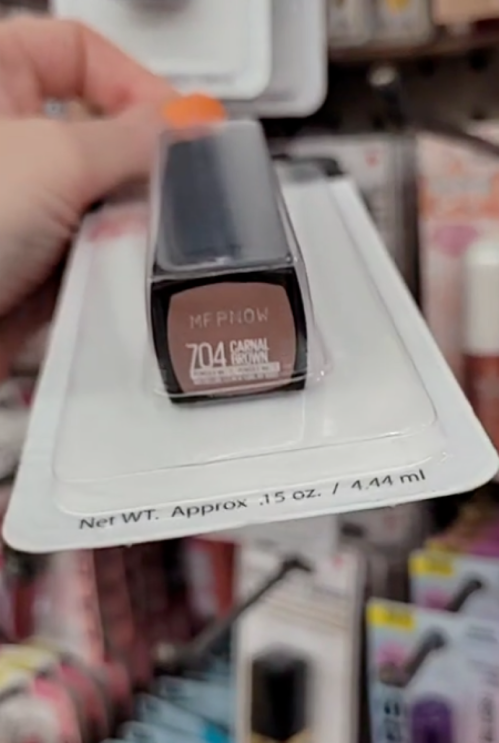 MFPNOW
704 CARNAL
BROWN
Net WT. Approx .15 oz. / 4.44 ml